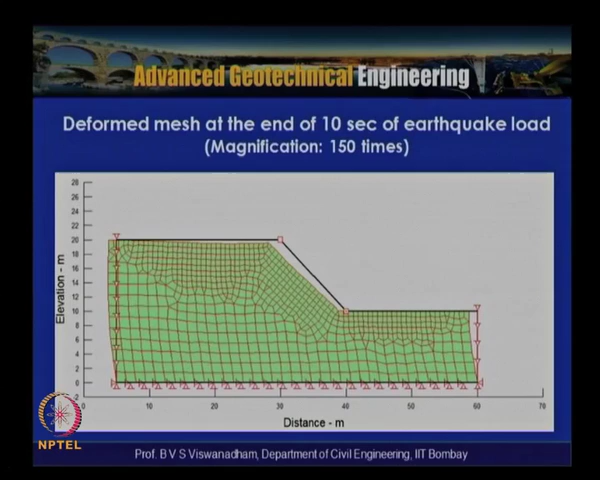 Advanced Geotechnical Engineering
Deformed mesh at the end of 10 sec of earthquake load
(Magnification: 150 times)
28
26
24
22
20
18
16
14
12
10
8
6
4
2
0
-2
Elevation - m
0 10 20 30 40 50 60 70
Distance - m
NPTEL
Prof. B V S Viswanadham, Department of Civil Engineering, IIT Bombay